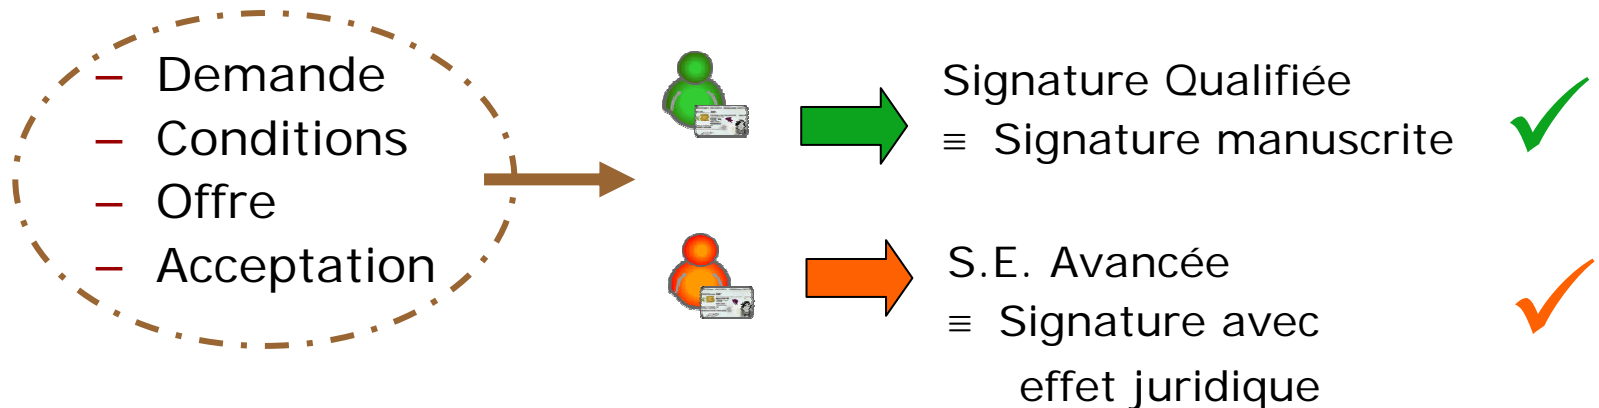 – Demande
– Conditions
– Offre
– Acceptation
Signature Qualifiée
≡ Signature manuscrite
S.E. Avancée
≡ Signature avec
effet juridique